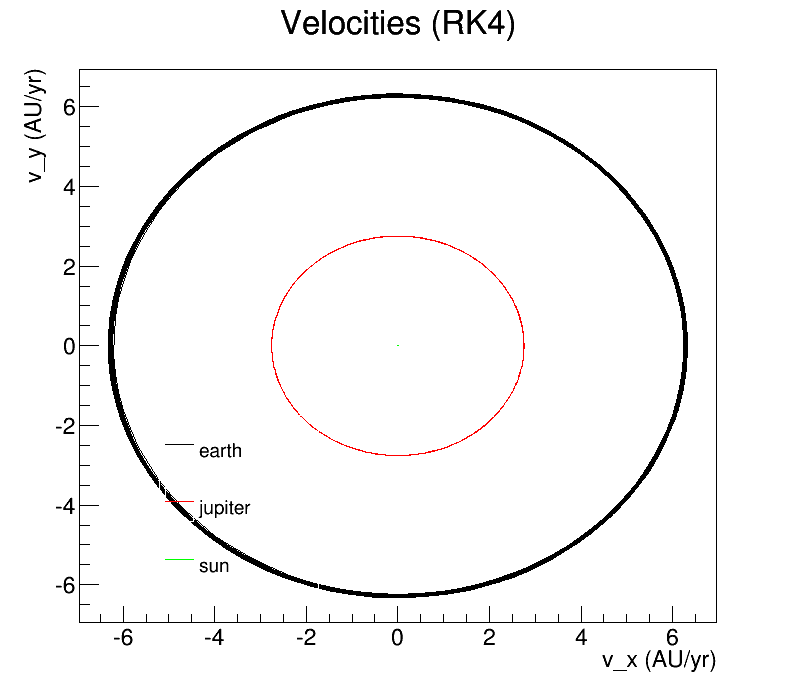 Velocities (RK4)
v_y (AU/yr)
6
4
2
0
-2
-4
-6
earth
jupiter
sun
-6 -4 -2 0 2 4 6
v_x (AU/yr)